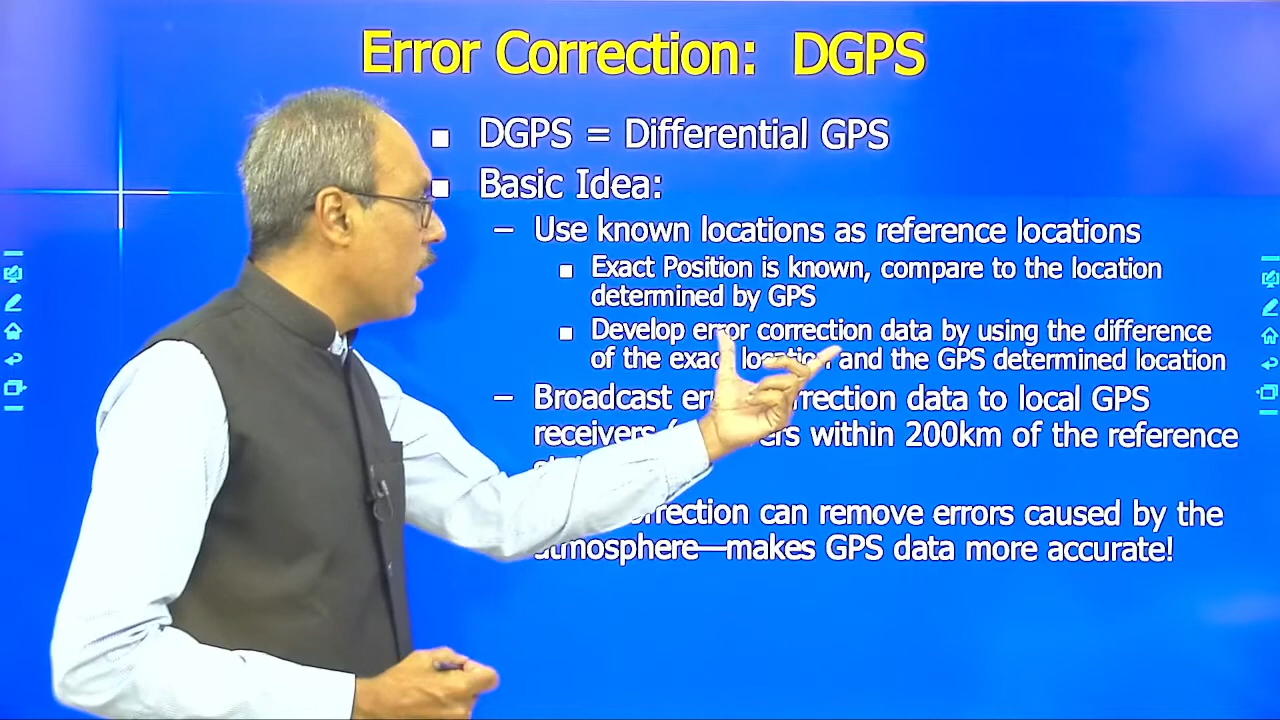 Error Correction: DGPS
DGPS = Differential GPS
Basic Idea:
– Use known locations as reference locations
Exact Position is known, compare to the location
determined by GPS
Develop error correction data by using the difference
of the exact location and the GPS determined location
– Broadcast correction data to local GPS
receivers within 200km of the reference
correction can remove errors caused by the
atmosphere—makes GPS data more accurate!